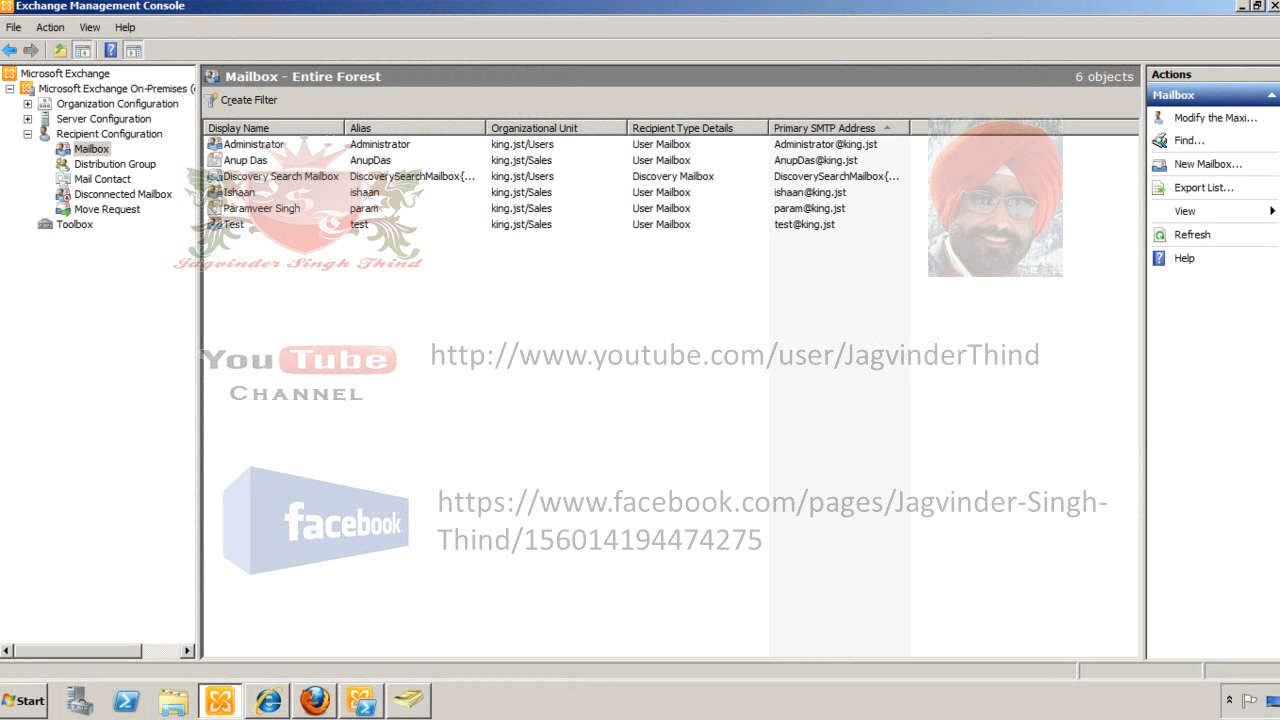 Exchange Management Console
File Action View Help
Microsoft Exchange
Microsoft Exchange On-Premises (
Organization Configuration
Server Configuration
Recipient Configuration
Mailbox
Distribution Group
Mail Contact
Disconnected Mailbox
Move Request
Toolbox
Mailbox - Entire Forest 6 objects
Create Filter
Display Name Alias Organizational Unit Recipient Type Details Primary SMTP Address
Administrator Administrator king.jst/Users User Mailbox Administrator@king.jst
Anup Das AnupDas king.jst/Sales User Mailbox AnupDas@king.jst
Discovery Search Mailbox DiscoverySearchMailbox{... king.jst/Users Discovery Mailbox DiscoverySearchMailbox{...
Ishaan ishaan king.jst/Sales User Mailbox ishaan@king.jst
Paramveer Singh param king.jst/Sales User Mailbox param@king.jst
Test test king.jst/Sales User Mailbox test@king.jst
Jagvinder Singh Thind
YouTube
CHANNEL
http://www.youtube.com/user/JagvinderThind
facebook
https://www.facebook.com/pages/Jagvinder-Singh-
Thind/156014194474275
Actions
Mailbox
Modify the Maxi...
Find...
New Mailbox...
Export List...
View
Refresh
Help
Start